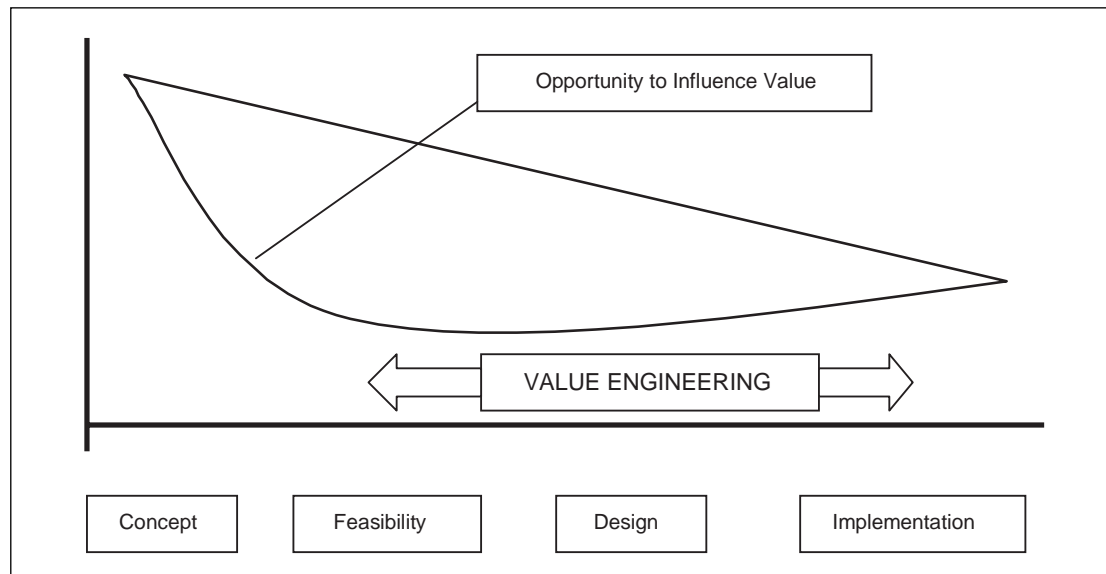 Opportunity to Influence Value
VALUE ENGINEERING
Concept
Feasibility
Design
Implementation